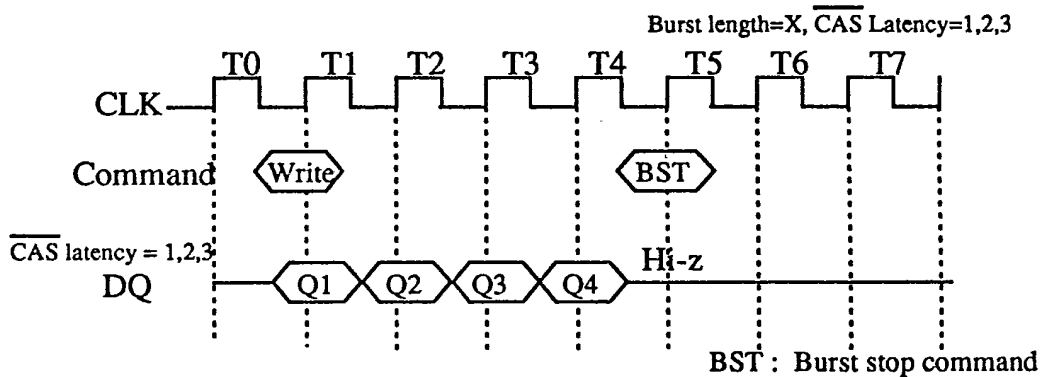 Burst length=X, CAS Latency=1,2,3
T0 T1 T2 T3 T4 T5 T6 T7
CLK
Command Write BST
CAS latency = 1,2,3
Hi-z
DQ Q1 Q2 Q3 Q4
BST : Burst stop command